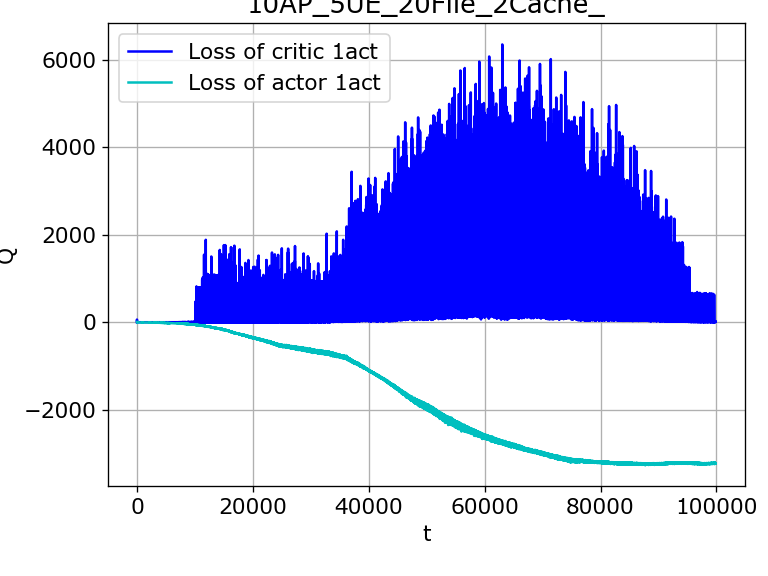 10AP_5UE_20File_2Cache_
Loss of critic 1act
Loss of actor 1act
6000
4000
2000
0
−2000
Q
0 20000 40000 60000 80000 100000
t